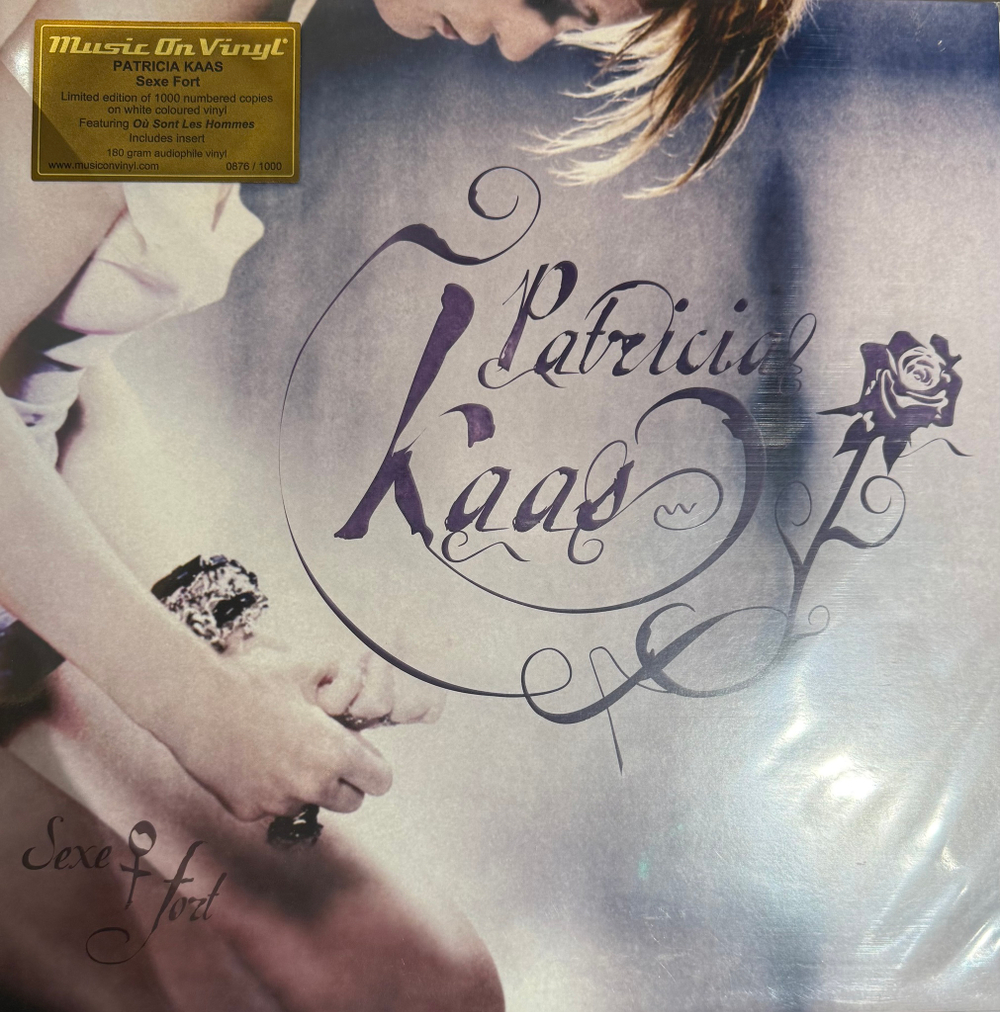 Music On Vinyl
PATRICIA KAAS
Sexe Fort
Limited edition of 1000 numbered copies
on white coloured vinyl
Featuring Où Sont Les Hommes
Includes insert
180 gram audiophile vinyl
www.musiconvinyl.com 0876 / 1000
Patricia
Kaas
Sexe
fort